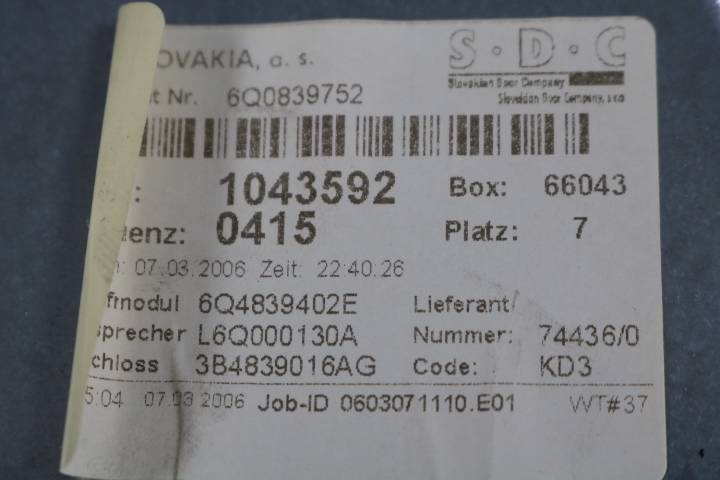 OVAKIA, a. s.
S·D·C
Slovakian Door Company
Slovakian Door Company, s.r.o
t Nr. 6Q0839752
: 1043592 Box: 66043
enz: 0415 Platz: 7
: 07.03.2006 Zeit: 22:40:26
fmodul 6Q4839402E Lieferant/
sprecher L6Q000130A Nummer: 74436/0
chloss 3B4839016AG Code: KD3
5:04 07.03 2006 Job-ID 0603071110.E01 WT#37